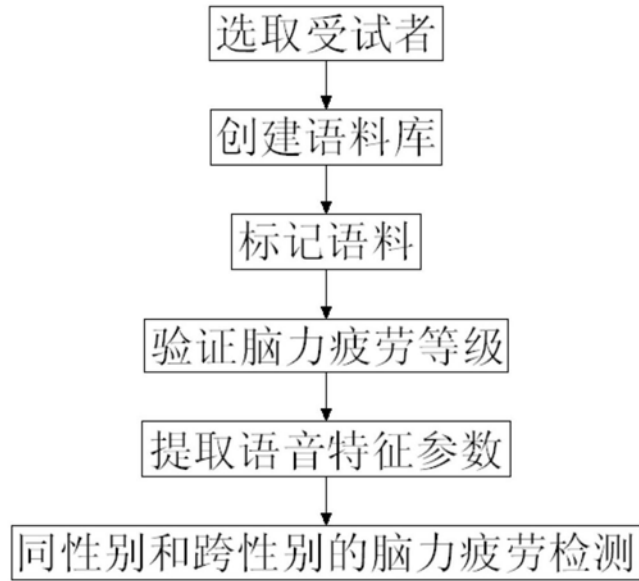 选取受试者
创建语料库
标记语料
验证脑力疲劳等级
提取语音特征参数
同性别和跨性别的脑力疲劳检测